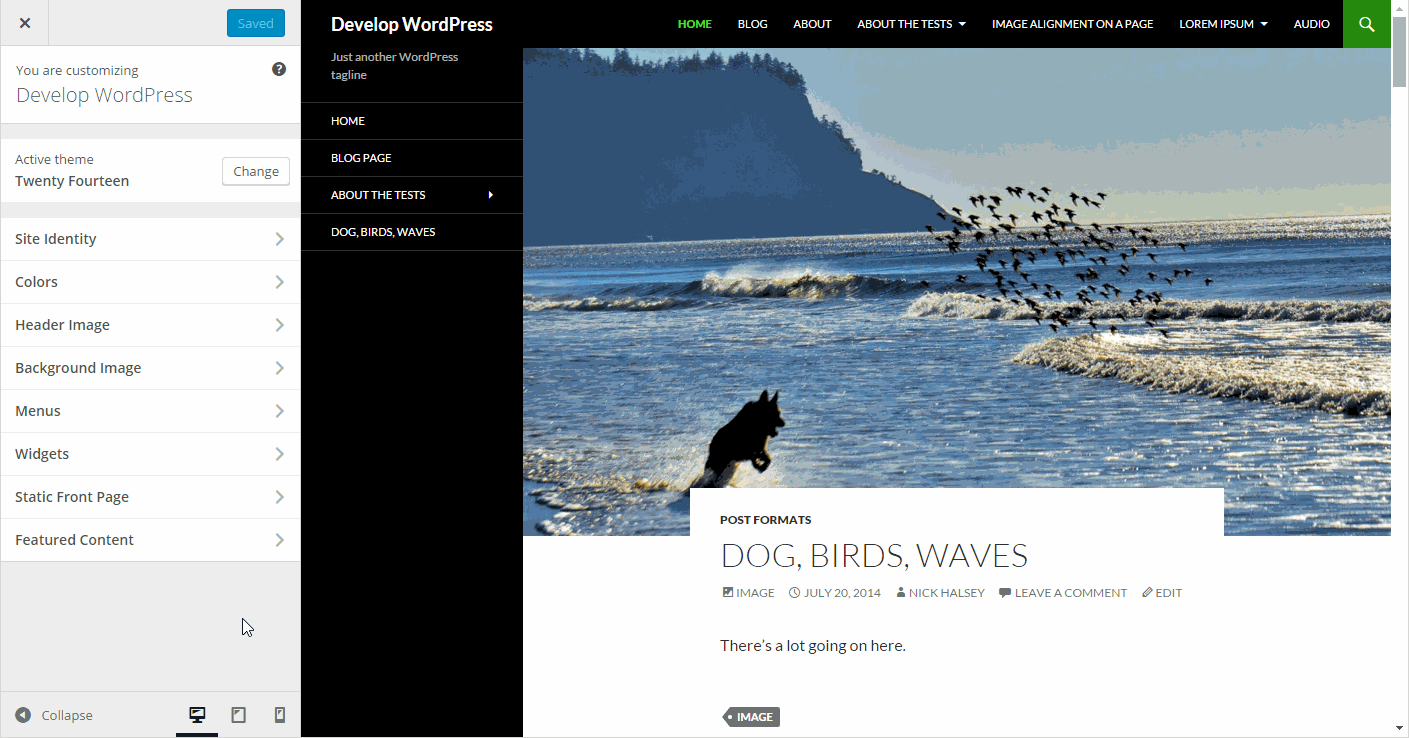 Saved
You are customizing
Develop WordPress
Active theme
Twenty Fourteen
Change
Site Identity
Colors
Header Image
Background Image
Menus
Widgets
Static Front Page
Featured Content
Collapse
Develop WordPress
HOME BLOG ABOUT ABOUT THE TESTS IMAGE ALIGNMENT ON A PAGE LOREM IPSUM AUDIO
Just another WordPress
tagline
HOME
BLOG PAGE
ABOUT THE TESTS
DOG, BIRDS, WAVES
POST FORMATS
DOG, BIRDS, WAVES
IMAGE JULY 20, 2014 NICK HALSEY LEAVE A COMMENT EDIT
There’s a lot going on here.
IMAGE